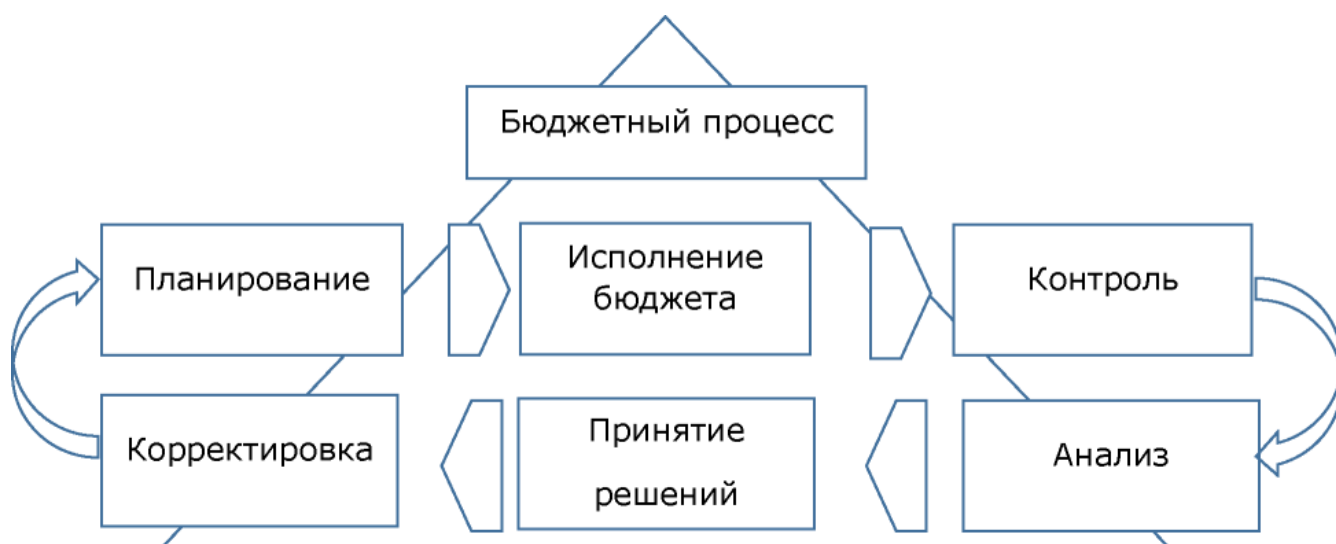 Бюджетный процесс
Планирование
Исполнение
бюджета
Контроль
Корректировка
Принятие
решений
Анализ